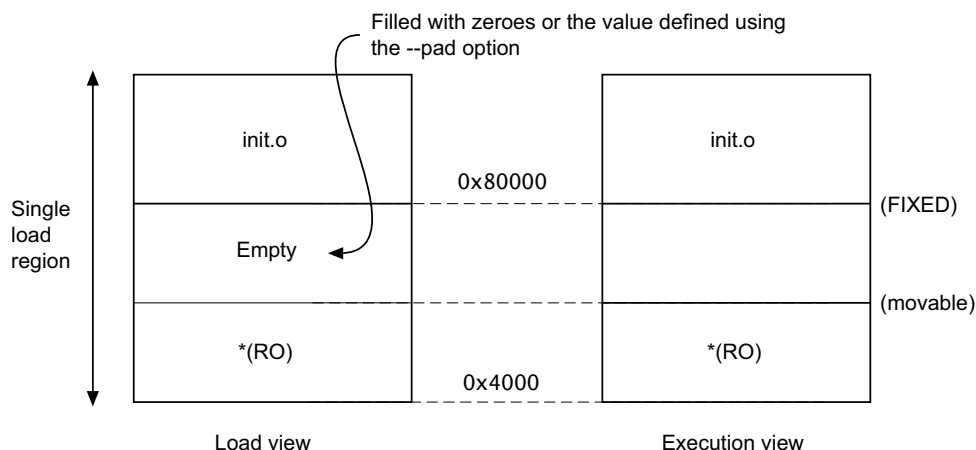 Filled with zeroes or the value defined using
the --pad option
init.o
init.o
0x80000
(FIXED)
Single
load
region
Empty
(movable)
*(RO)
*(RO)
0x4000
Load view
Execution view